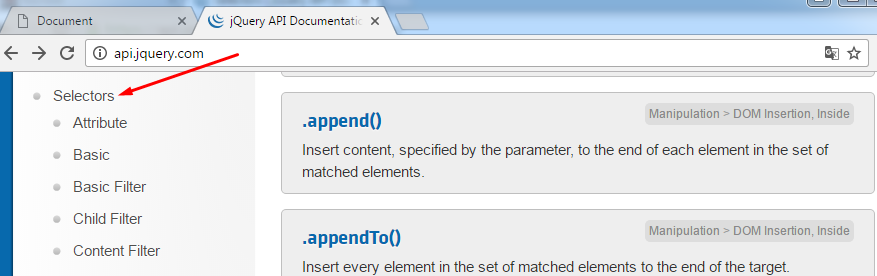 Document
jQuery API Documentatic
api.jquery.com
Selectors
Attribute
Basic
Basic Filter
Child Filter
Content Filter
.append()
Manipulation > DOM Insertion, Inside
Insert content, specified by the parameter, to the end of each element in the set of
matched elements.
.appendTo()
Manipulation > DOM Insertion, Inside
Insert every element in the set of matched elements to the end of the target.